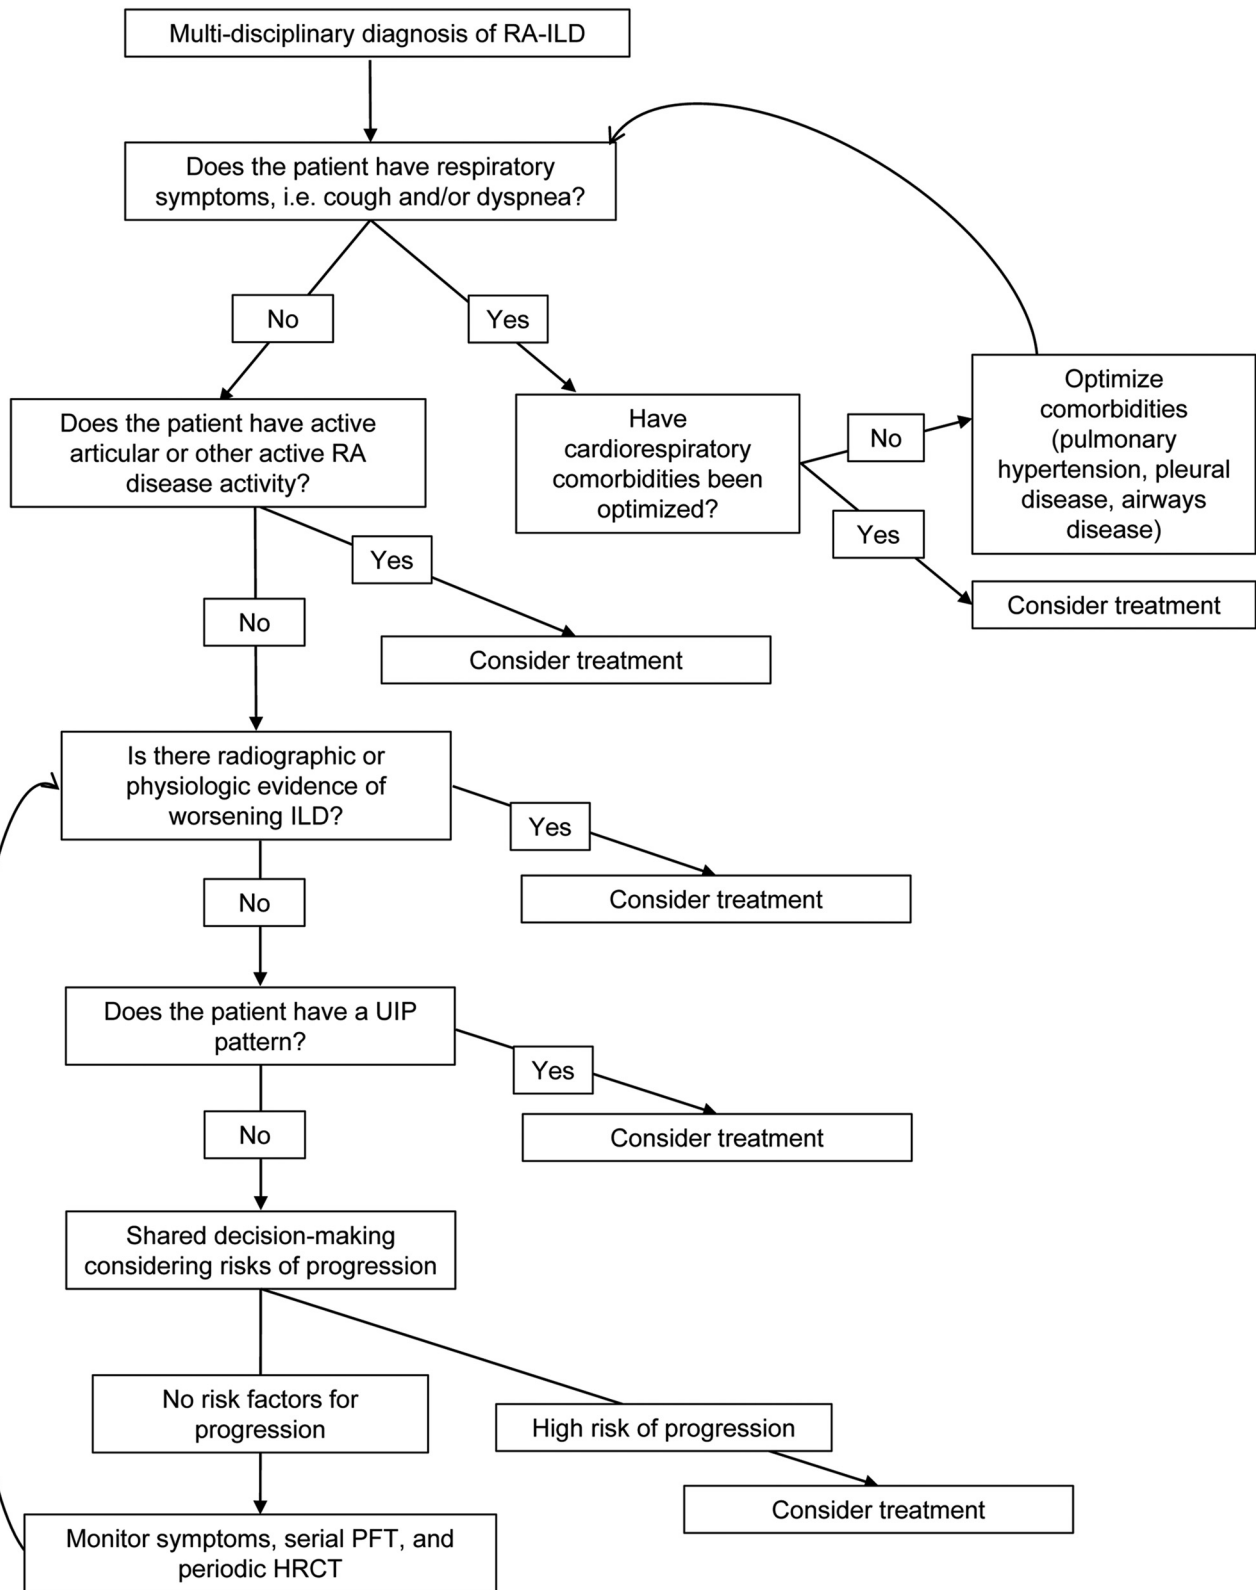 Multi-disciplinary diagnosis of RA-ILD
Does the patient have respiratory
symptoms, i.e. cough and/or dyspnea?
No
Yes
Does the patient have active
articular or other active RA
disease activity?
Have
cardiorespiratory
comorbidities been
optimized?
No
Optimize
comorbidities
(pulmonary
hypertension, pleural
disease, airways
disease)
Yes
Consider treatment
Yes
No
Consider treatment
Is there radiographic or
physiologic evidence of
worsening ILD?
Yes
Consider treatment
No
Does the patient have a UIP
pattern?
Yes
Consider treatment
No
Shared decision-making
considering risks of progression
No risk factors for
progression
High risk of progression
Consider treatment
Monitor symptoms, serial PFT, and
periodic HRCT